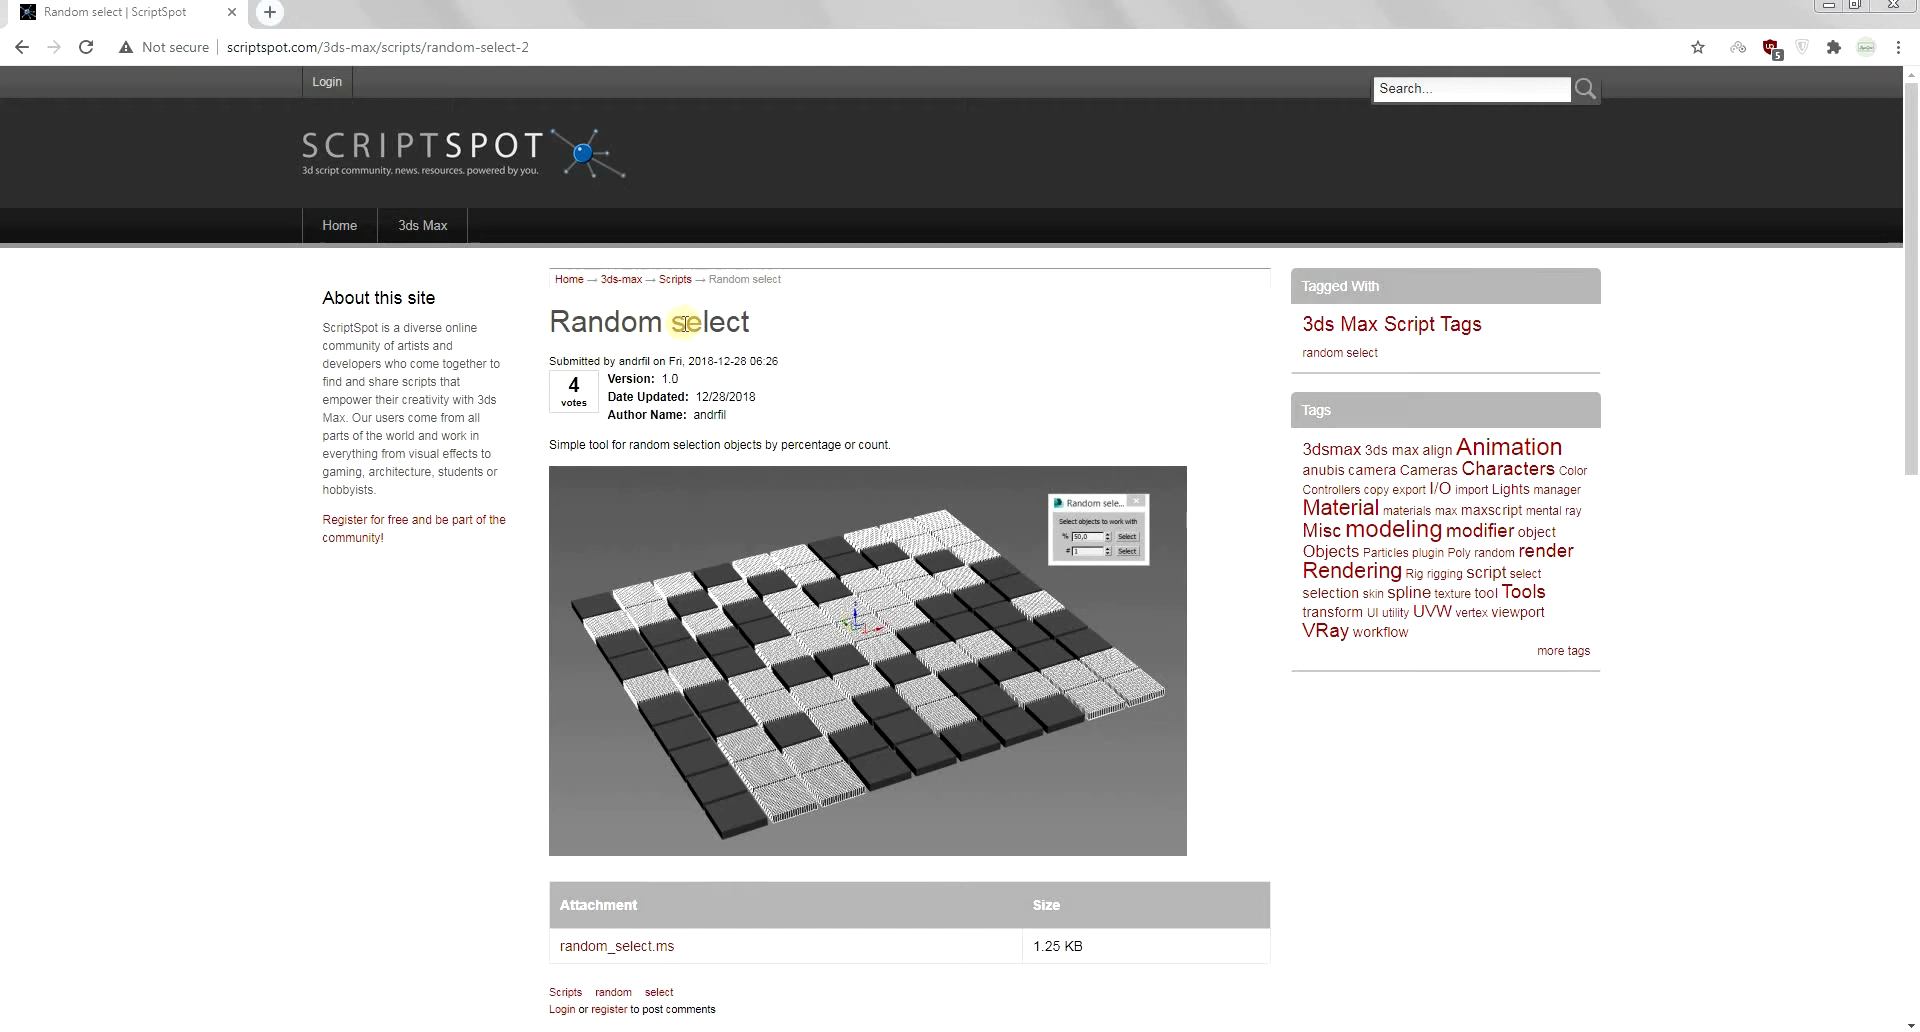 Random select | ScriptSpot
Not secure
scriptspot.com/3ds-max/scripts/random-select-2
5
Login
Search...
SCRIPTSPOT
3d script community. news. resources. powered by you.
Home
3ds Max
About this site
ScriptSpot is a diverse online
community of artists and
developers who come together to
find and share scripts that
empower their creativity with 3ds
Max. Our users come from all
parts of the world and work in
everything from visual effects to
gaming, architecture, students or
hobbyists.
Register for free and be part of the
community!
Home → 3ds-max → Scripts → Random select
Random select
Submitted by andrfil on Fri, 2018-12-28 06:26
4
votes
Version: 1.0
Date Updated: 12/28/2018
Author Name: andrfil
Simple tool for random selection objects by percentage or count.
Random sele...
Select objects to work with
% 50,0 Select
# 1 Select
Attachment Size
random_select.ms 1.25 KB
Scripts random select
Login or register to post comments
Tagged With
3ds Max Script Tags
random select
Tags
3dsmax 3ds max align Animation
anubis camera Cameras Characters Color
Controllers copy export I/O import Lights manager
Material materials max maxscript mental ray
Misc modeling modifier object
Objects Particles plugin Poly random render
Rendering Rig rigging script select
selection skin spline texture tool Tools
transform UI utility UVW vertex viewport
VRay workflow
more tags